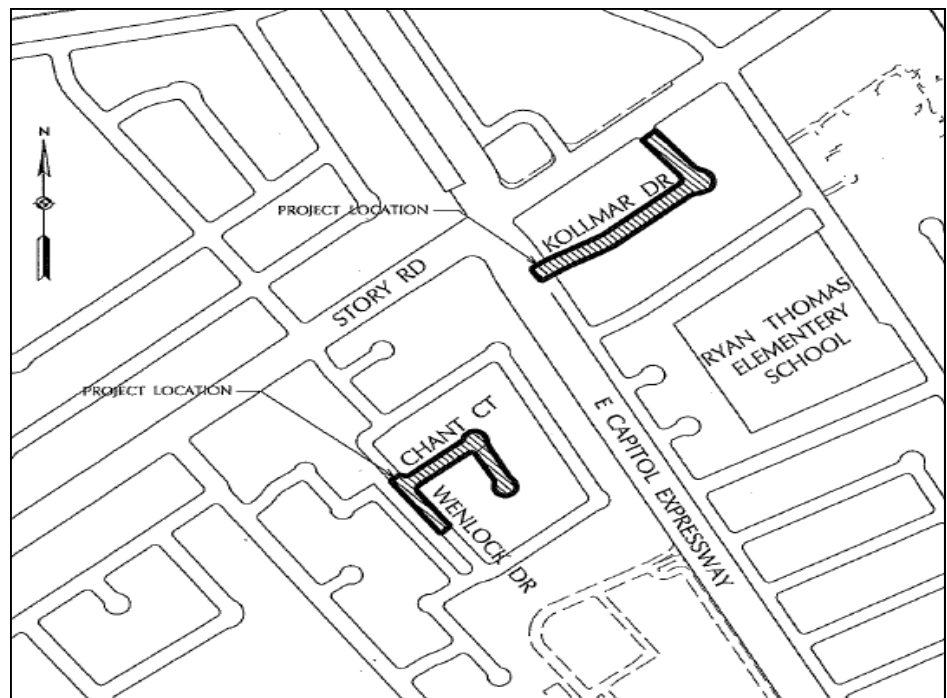 N
PROJECT LOCATION
KOLLMAR DR
STORY RD
RYAN THOMAS
ELEMENTERY
SCHOOL
PROJECT LOCATION
CHANT CT
WENLOCK DR
E CAPITOL EXPRESSWAY